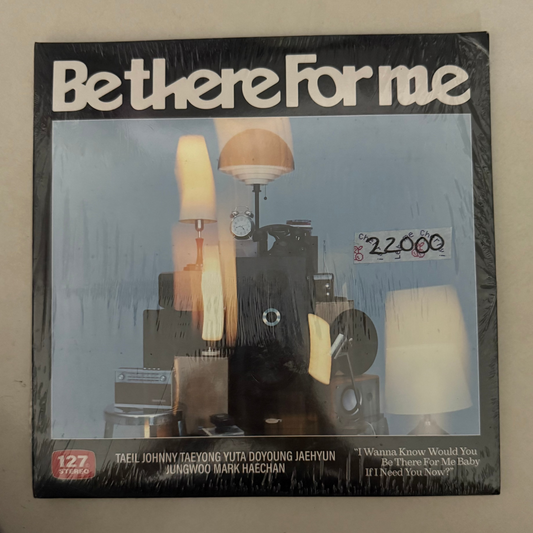 Be there For me
22000
127
STEREO
TAEIL JOHNNY TAEYONG YUTA DOYOUNG JAEHYUN
JUNGWOO MARK HAECHAN
"I Wanna Know Would You
Be There For Me Baby
If I Need You Now?"